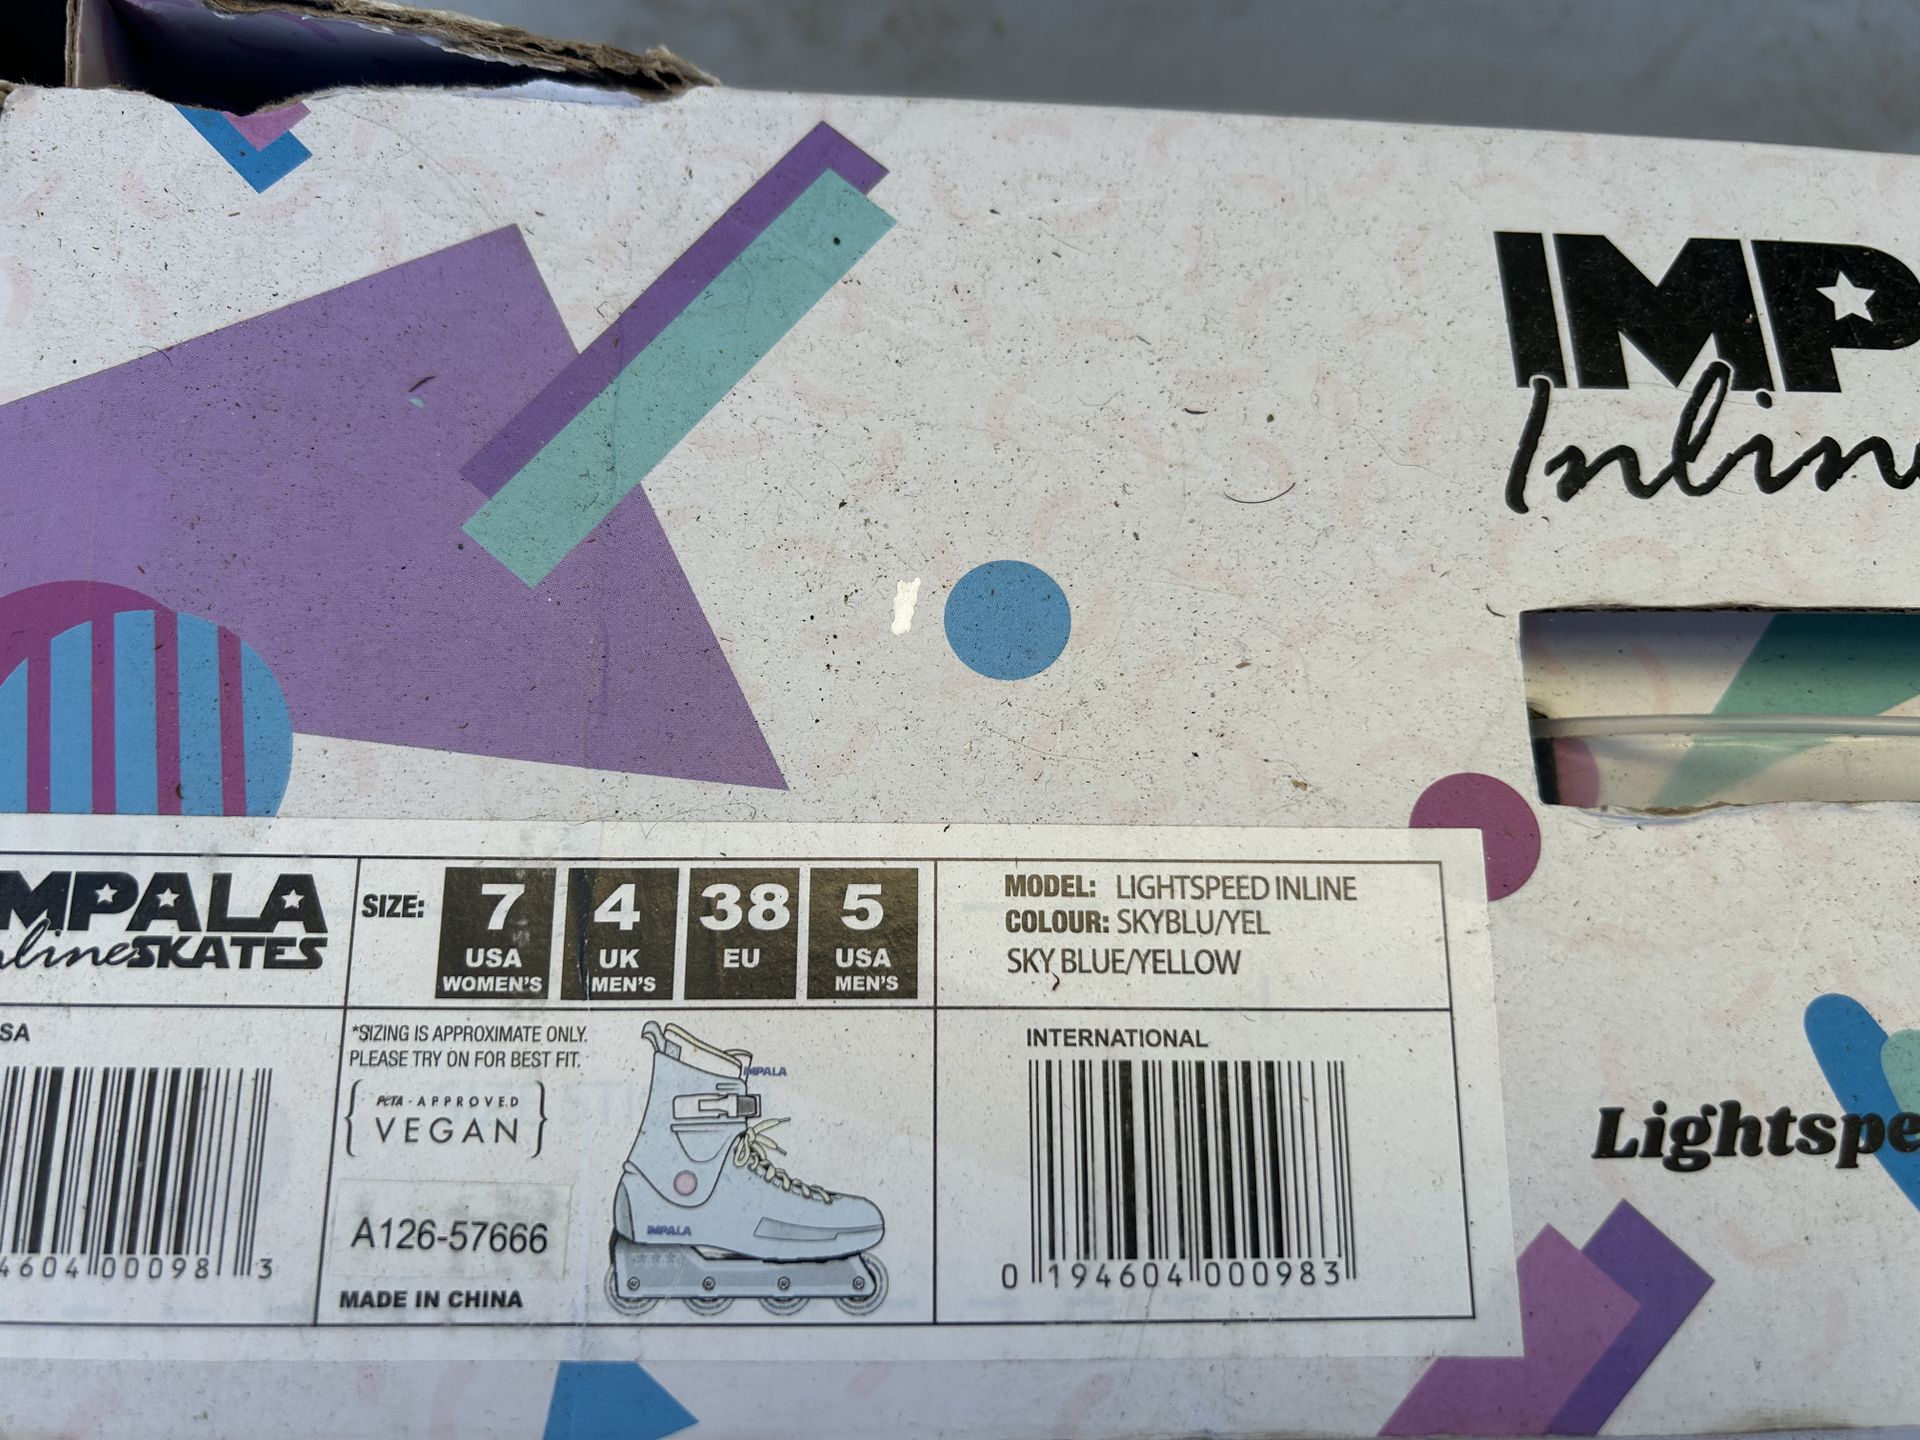 IMP
Inlin
MPALA
InlineSKATES
SIZE:
7
USA
WOMEN'S
4
UK
MEN'S
38
EU
5
USA
MEN'S
MODEL: LIGHTSPEED INLINE
COLOUR: SKYBLU/YEL
SKY BLUE/YELLOW
SA
*SIZING IS APPROXIMATE ONLY.
PLEASE TRY ON FOR BEST FIT.
PETA - APPROVED
VEGAN
A126-57666
MADE IN CHINA
IMPALA
IMPALA
INTERNATIONAL
4604 00098 3
0 194604 000983
Lightspe